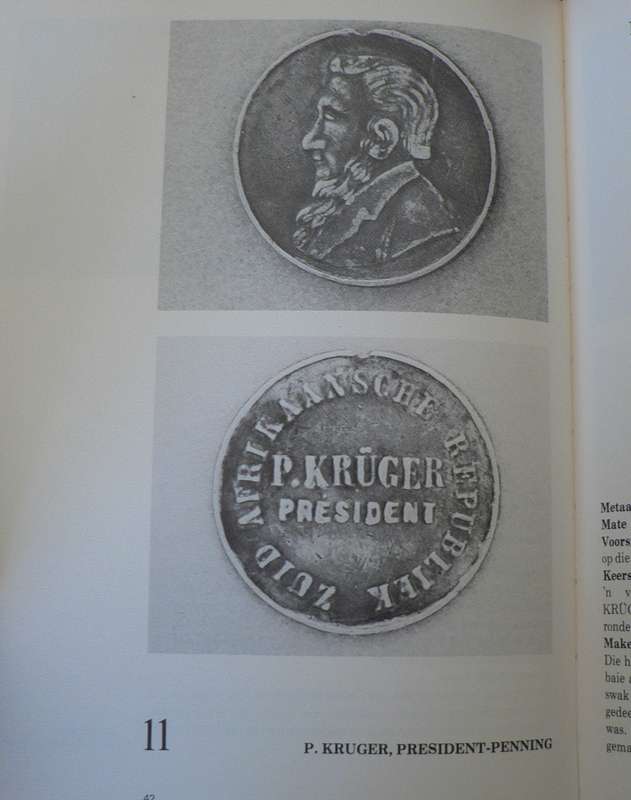 ZUID AFRIKAANSCHE REPUBLIEK
P.KRÜGER
PRESIDENT
11
P. KRUGER, PRESIDENT-PENNING
42
Metaa
Mate
Voors
op die
Keers
'n v
KRÜG
ronde
Make
Die h
baie a
swak
gedee
was.
gema